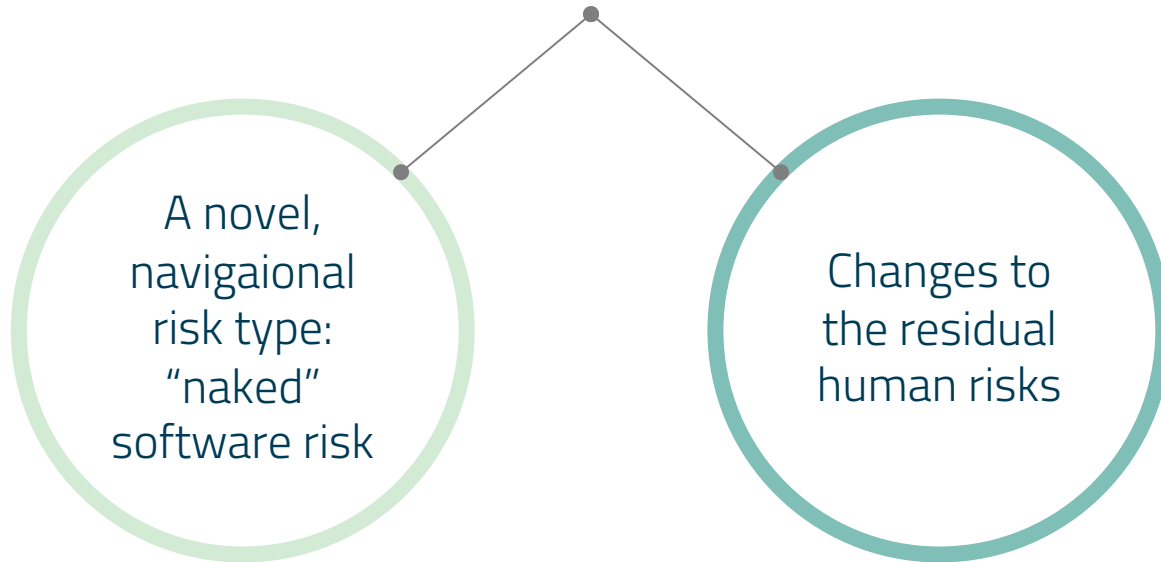 A novel,
navigaional
risk type:
“naked”
software risk
Changes to
the residual
human risks